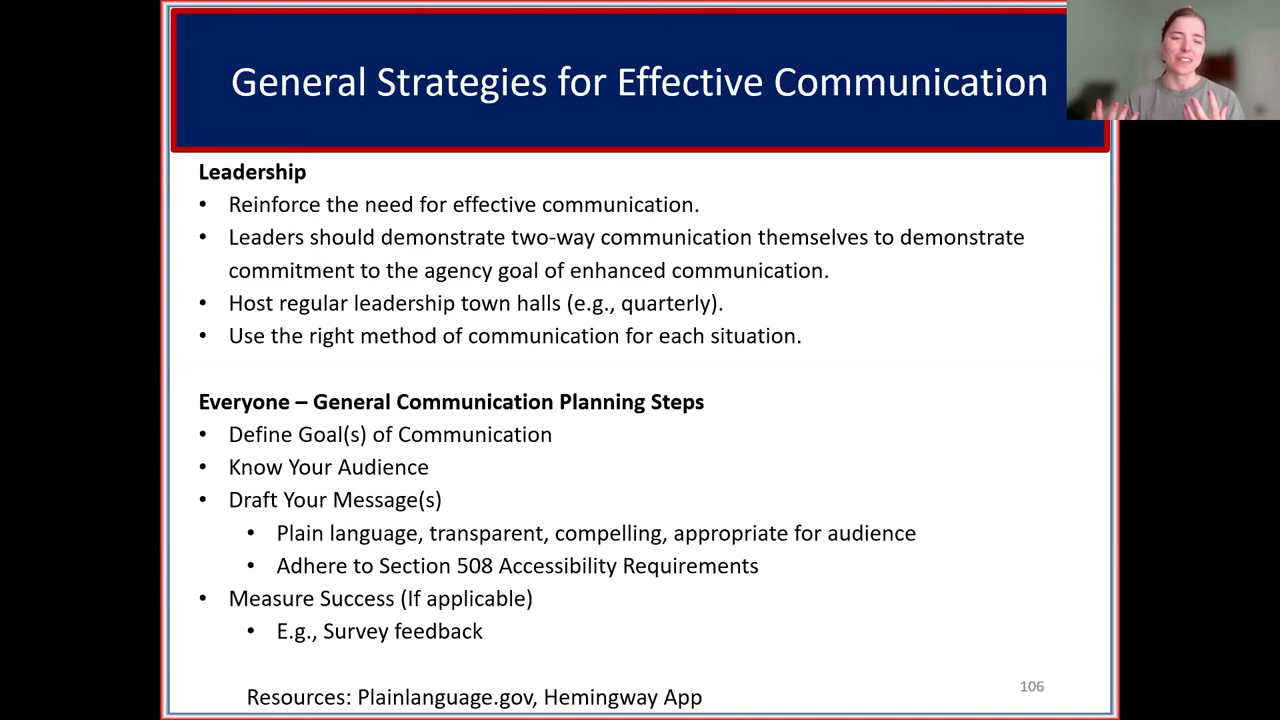 General Strategies for Effective Communication
Leadership
• Reinforce the need for effective communication.
• Leaders should demonstrate two-way communication themselves to demonstrate
commitment to the agency goal of enhanced communication.
• Host regular leadership town halls (e.g., quarterly).
• Use the right method of communication for each situation.
Everyone – General Communication Planning Steps
• Define Goal(s) of Communication
• Know Your Audience
• Draft Your Message(s)
• Plain language, transparent, compelling, appropriate for audience
• Adhere to Section 508 Accessibility Requirements
• Measure Success (If applicable)
• E.g., Survey feedback
Resources: Plainlanguage.gov, Hemingway App
106